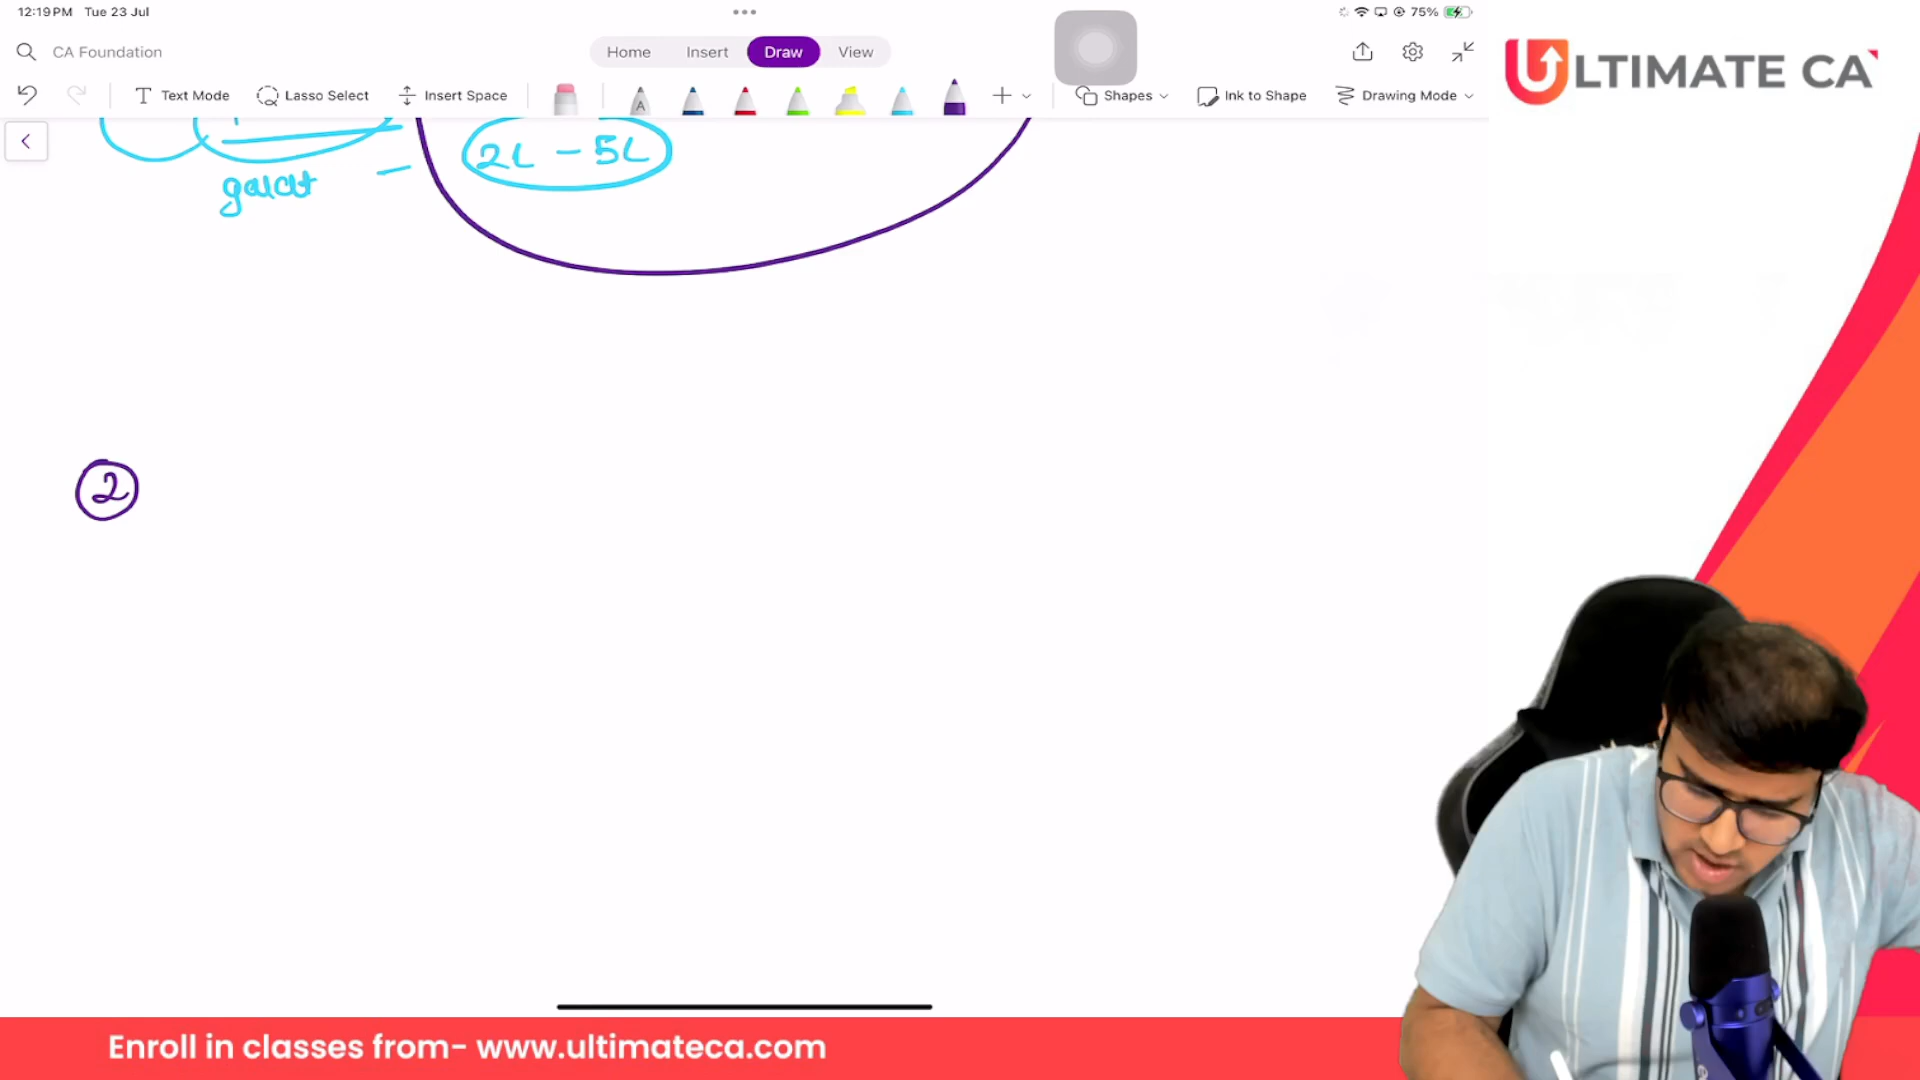 12:19 PM Tue 23 Jul
75%
CA Foundation
Home Insert Draw View
ULTIMATE CA
Text Mode Lasso Select Insert Space
A
Shapes Ink to Shape Drawing Mode
2L - 5L
galat
2
Enroll in classes from- www.ultimateca.com